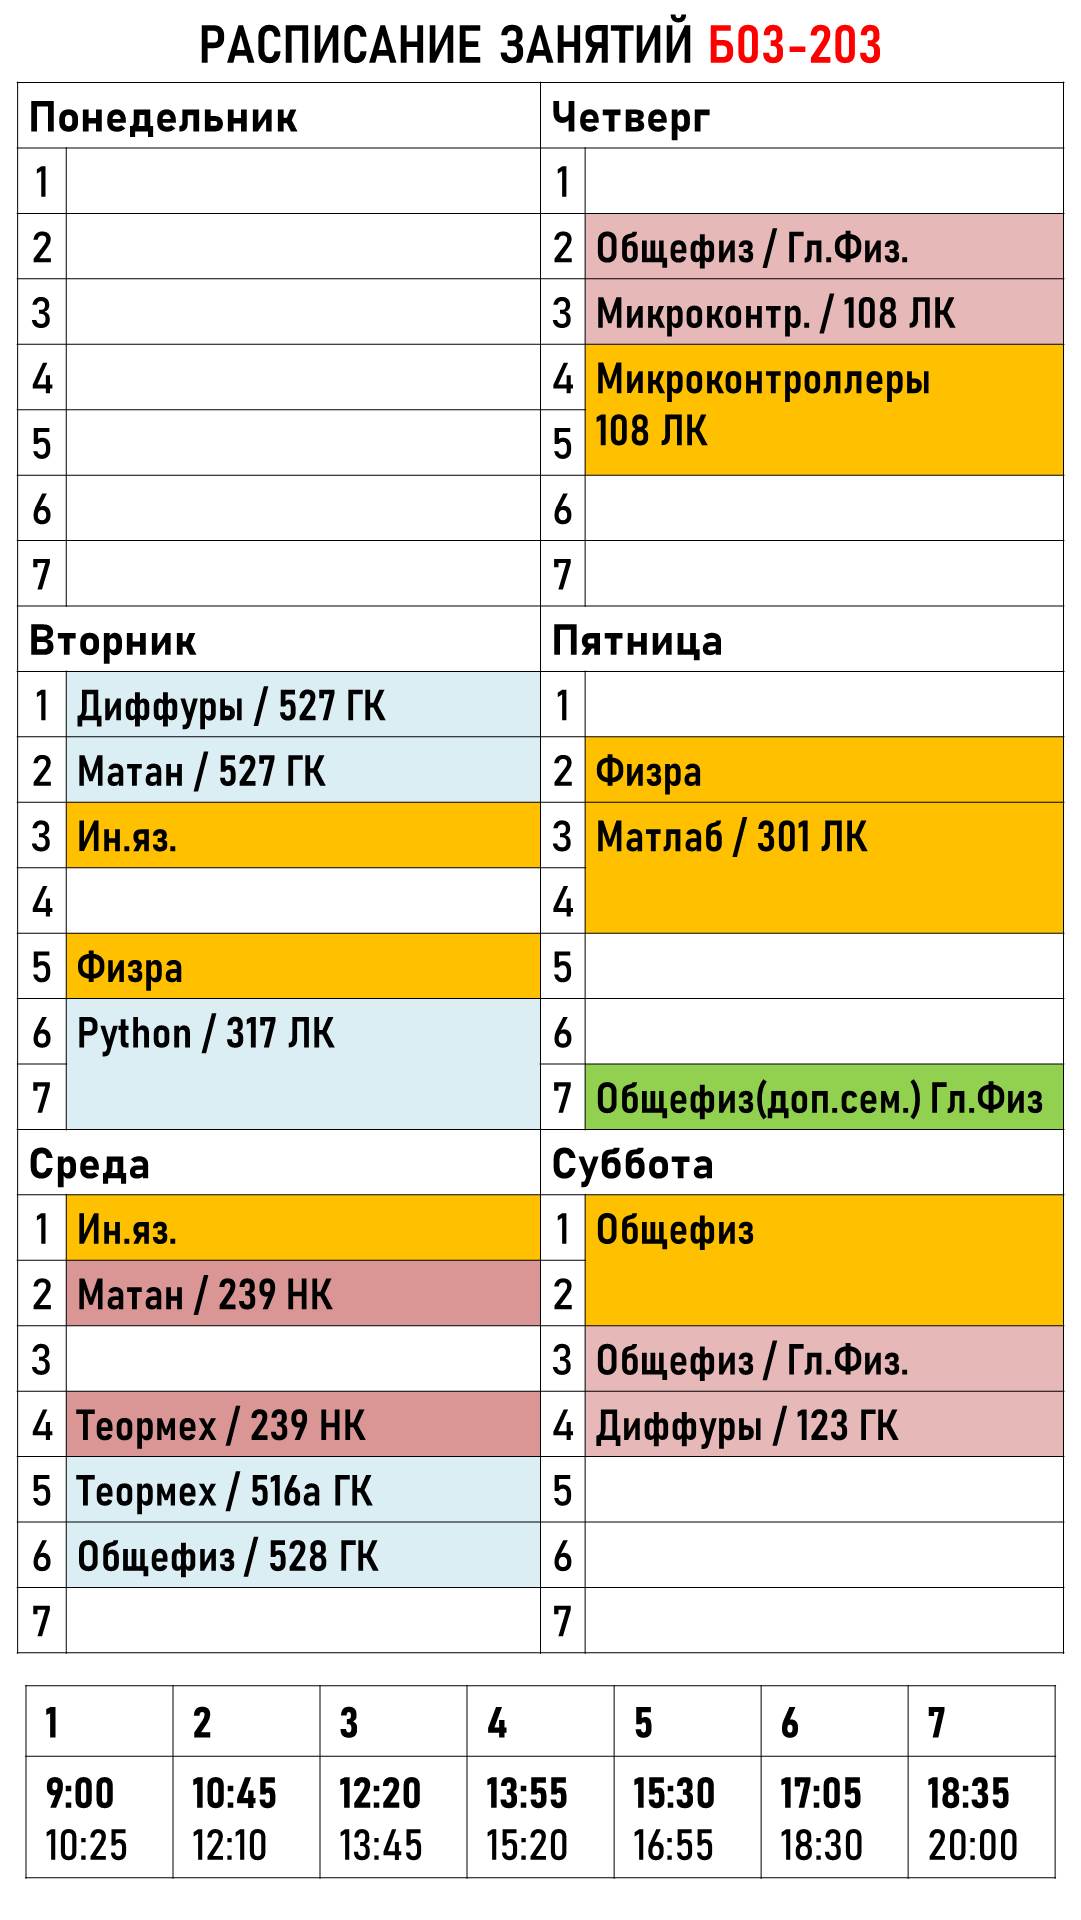 РАСПИСАНИЕ ЗАНЯТИЙ Б03-203
Понедельник
1
2
3
4
5
6
7
Вторник
1 Диффуры / 527 ГК
2 Матан / 527 ГК
3 Ин.яз.
4
5 Физра
6 Python / 317 ЛК
7
Среда
1 Ин.яз.
2 Матан / 239 НК
3
4 Теормех / 239 НК
5 Теормех / 516а ГК
6 Общефиз / 528 ГК
7
Четверг
1
2 Общефиз / Гл.Физ.
3 Микроконтр. / 108 ЛК
4 Микроконтроллеры
5 108 ЛК
6
7
Пятница
1
2 Физра
3 Матлаб / 301 ЛК
4
5
6
7 Общефиз(доп.сем.) Гл.Физ
Суббота
1 Общефиз
2
3 Общефиз / Гл.Физ.
4 Диффуры / 123 ГК
5
6
7
1 2 3 4 5 6 7
9:00 10:45 12:20 13:55 15:30 17:05 18:35
10:25 12:10 13:45 15:20 16:55 18:30 20:00